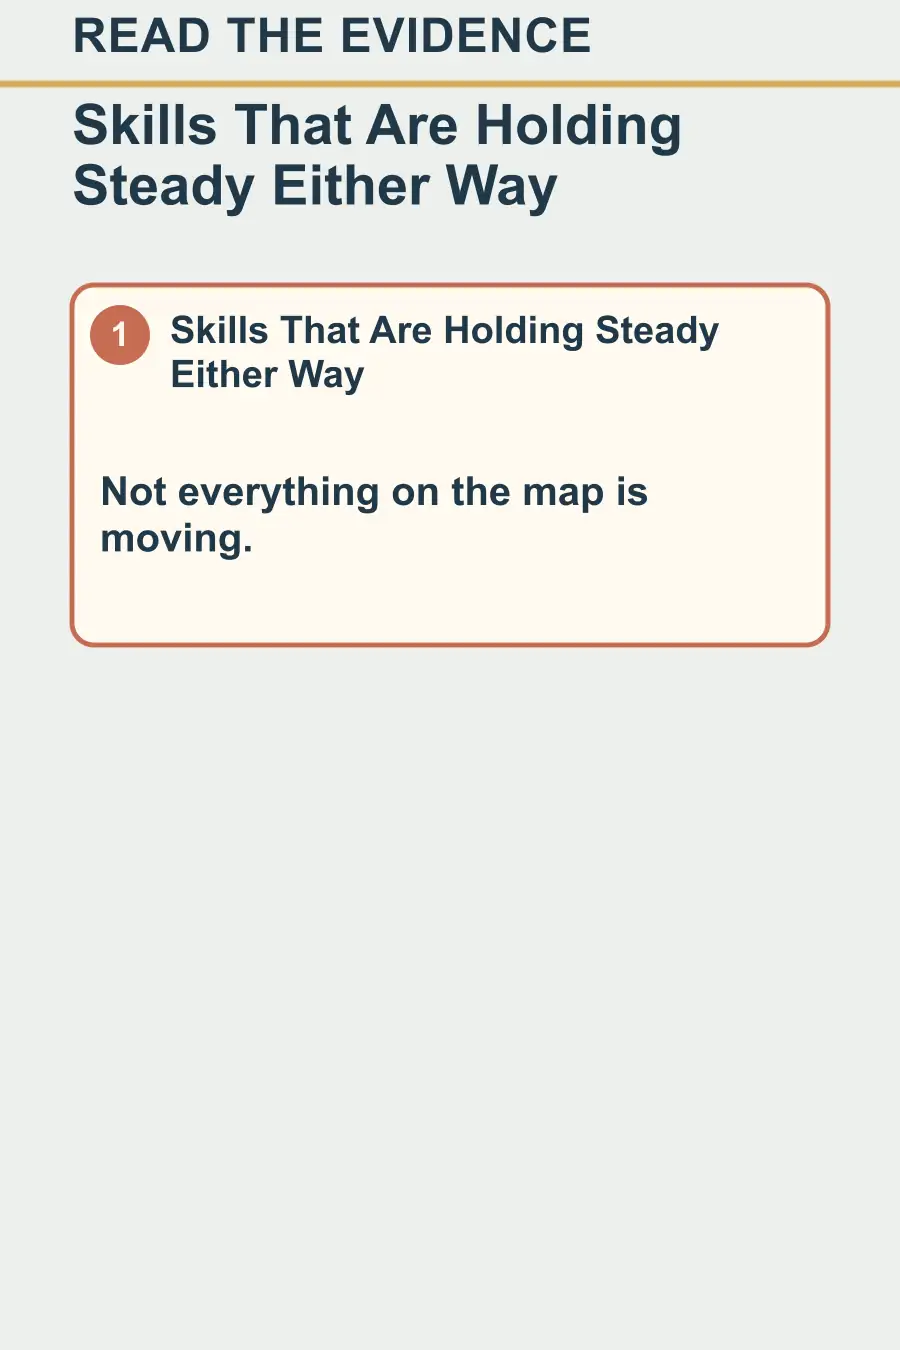 READ THE EVIDENCE
Skills That Are Holding
Steady Either Way
1
Skills That Are Holding Steady
Either Way
Not everything on the map is
moving.